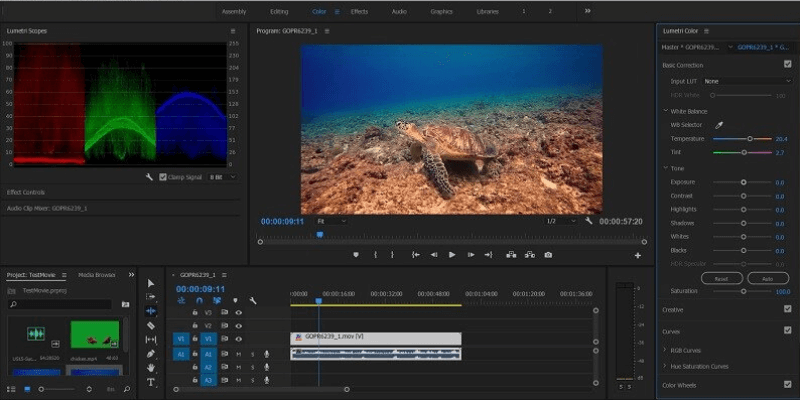 Assembly Editing Color Effects Audio Graphics Libraries 1 2
Lumetri Scopes
Program: GOPR6239_1
Lumetri Color
Master * GOPR6239... GOPR6239_1 * G...
100 255
90 230
80 204
70 178
60 153
50 128
40 102
30 77
20 51
10 26
0 0
Clamp Signal 8 Bit
Effect Controls
Audio Clip Mixer: GOPR6239_1
00:00:09:11 Fit 1/2 00:00:57:20
Basic Correction
Input LUT None
HDR White 100
White Balance
WB Selector
Temperature 20.4
Tint 2.7
Tone
Exposure 0.0
Contrast 0.0
Highlights 0.0
Shadows 0.0
Whites 0.0
Blacks 0.0
HDR Specular 0.0
Reset Auto
Saturation 100.0
Creative
Curves
RGB Curves
Hue Saturation Curves
Color Wheels
Project: TestMovie Media Browser
TestMovie.prproj
GOPR6239_1
00:00:09:11
:00:00 00:00:16:00 00:00:32:00 00:00:48:00 00:01:04:00 00:01:20:00 00:01:36:00
V3
V2
V1 V1 GOPR6239_1.mov [V]
A1 A1 M S
A2 M S
A3 M S
T
S S